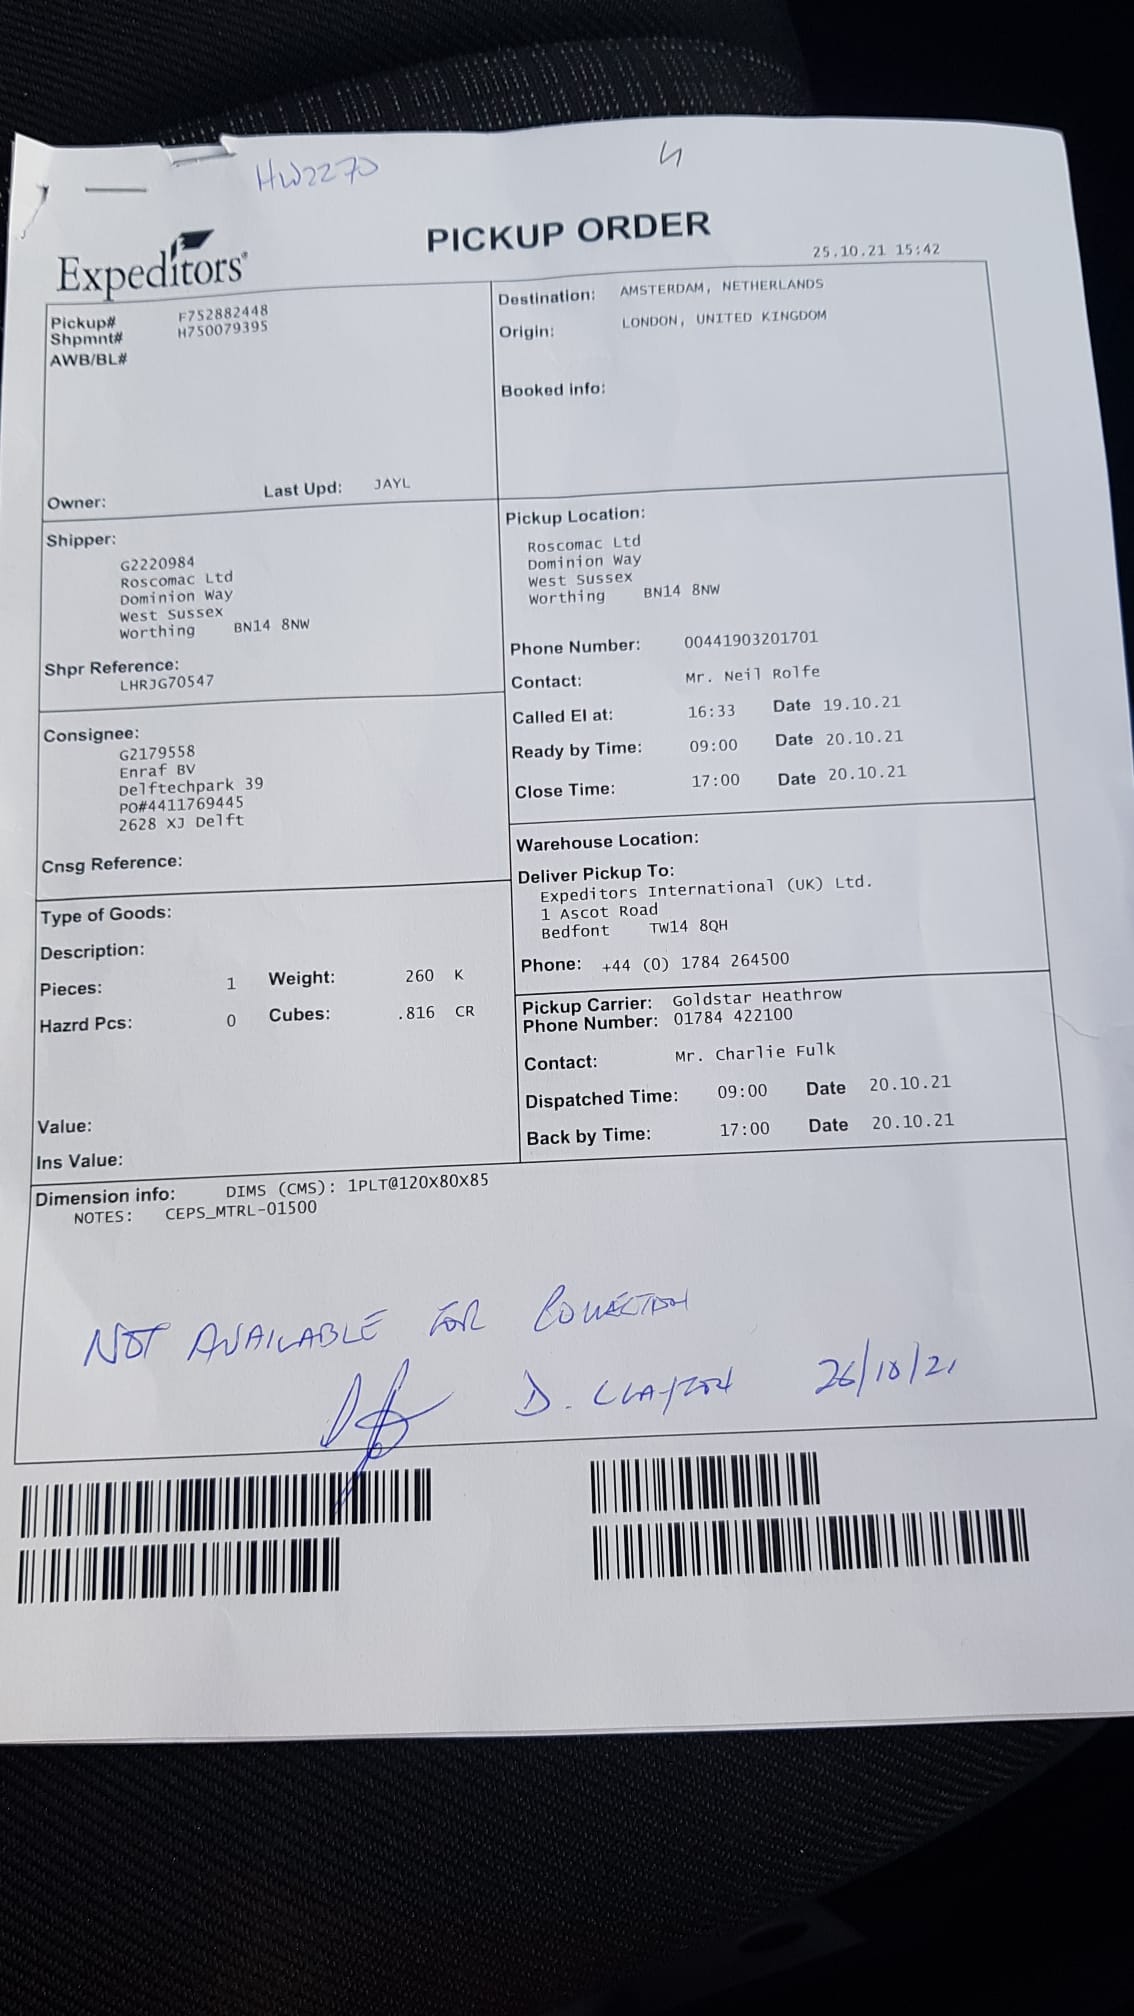 HW2270
4
Expeditors
PICKUP ORDER
25.10.21 15:42
Pickup# F752882448
Shpmnt# H750079395
AWB/BL#
Owner: Last Upd: JAYL
Destination: AMSTERDAM, NETHERLANDS
Origin: LONDON, UNITED KINGDOM
Booked info:
Shipper:
G2220984
Roscomac Ltd
Dominion Way
West Sussex
Worthing BN14 8NW
Shpr Reference:
LHRJG70547
Consignee:
G2179558
Enraf BV
Delftechpark 39
PO#4411769445
2628 XJ Delft
Cnsg Reference:
Type of Goods:
Description:
Pieces: 1 Weight: 260 K
Hazrd Pcs: 0 Cubes: .816 CR
Value:
Ins Value:
Pickup Location:
Roscomac Ltd
Dominion Way
West Sussex
Worthing BN14 8NW
Phone Number: 00441903201701
Contact: Mr. Neil Rolfe
Called EI at: 16:33 Date 19.10.21
Ready by Time: 09:00 Date 20.10.21
Close Time: 17:00 Date 20.10.21
Warehouse Location:
Deliver Pickup To:
Expeditors International (UK) Ltd.
1 Ascot Road
Bedfont TW14 8QH
Phone: +44 (0) 1784 264500
Pickup Carrier: Goldstar Heathrow
Phone Number: 01784 422100
Contact: Mr. Charlie Fulk
Dispatched Time: 09:00 Date 20.10.21
Back by Time: 17:00 Date 20.10.21
Dimension info: DIMS (CMS): 1PLT@120X80X85
NOTES: CEPS_MTRL-01500
NOT AVAILABLE FOR COLLECTION
D. CLAYTON 26/10/21